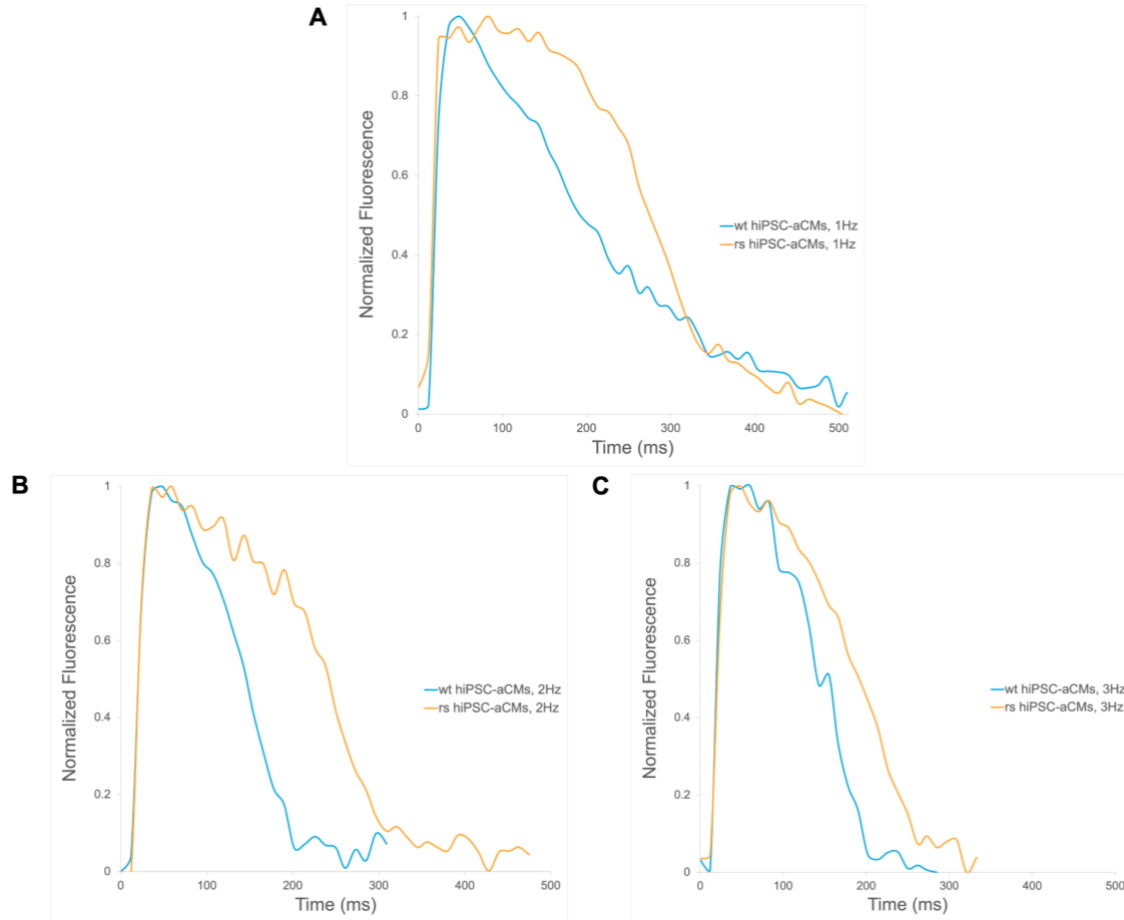 A
Normalized Fluorescence
1
0.8
0.6
0.4
0.2
0
0 100 200 300 400 500
Time (ms)
wt hiPSC-aCMs, 1Hz
rs hiPSC-aCMs, 1Hz
B
Normalized Fluorescence
1
0.8
0.6
0.4
0.2
0
0 100 200 300 400 500
Time (ms)
wt hiPSC-aCMs, 2Hz
rs hiPSC-aCMs, 2Hz
C
Normalized Fluorescence
1
0.8
0.6
0.4
0.2
0
0 100 200 300 400 500
Time (ms)
wt hiPSC-aCMs, 3Hz
rs hiPSC-aCMs, 3Hz